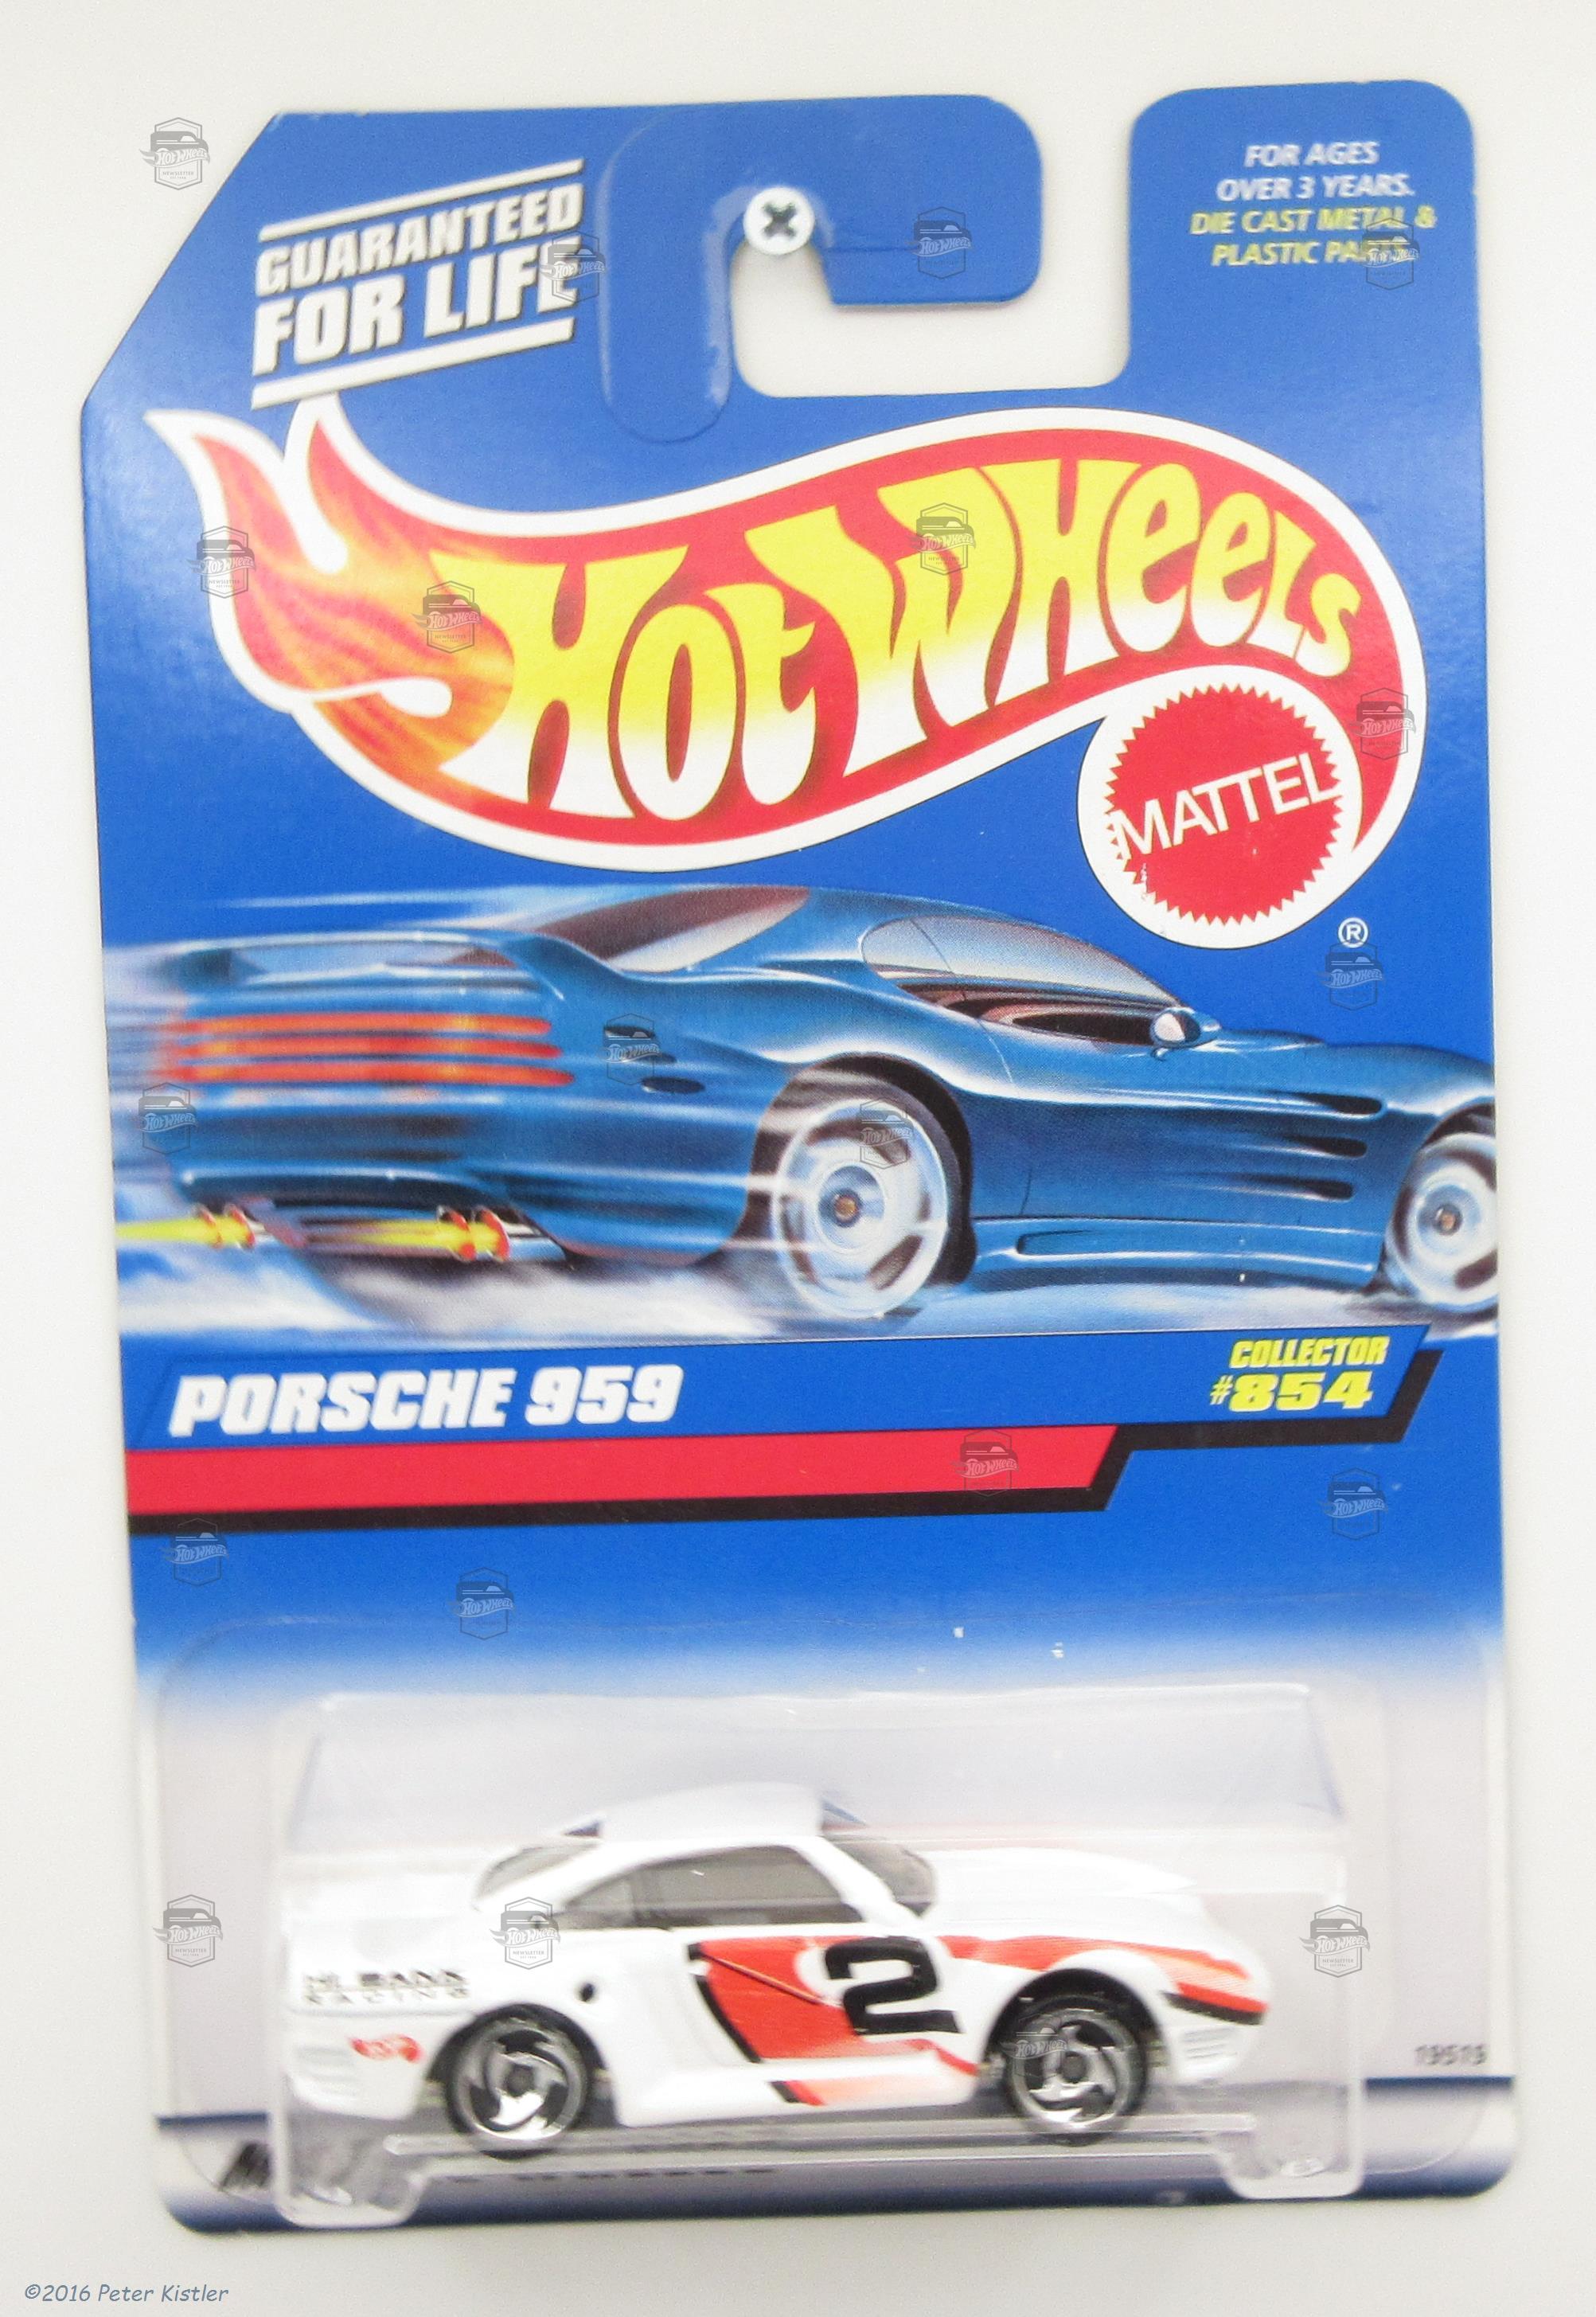 GUARANTEED
FOR LIFE
FOR AGES
OVER 3 YEARS.
DIE CAST METAL &
PLASTIC PARTS
HOT WHEELS
MATTEL
®
PORSCHE 959
COLLECTOR
#854
2
RACING
19519
©2016 Peter Kistler